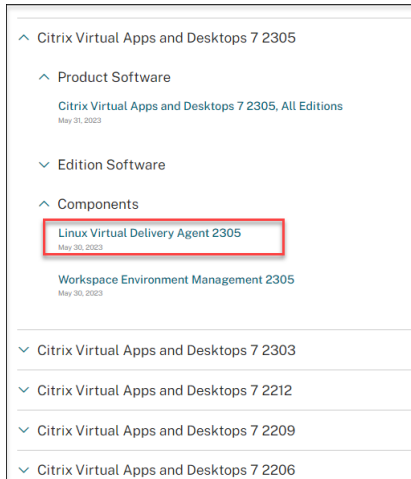 Citrix Virtual Apps and Desktops 7 2305
Product Software
Citrix Virtual Apps and Desktops 7 2305, All Editions
May 31, 2023
Edition Software
Components
Linux Virtual Delivery Agent 2305
May 30, 2023
Workspace Environment Management 2305
May 30, 2023
Citrix Virtual Apps and Desktops 7 2303
Citrix Virtual Apps and Desktops 7 2212
Citrix Virtual Apps and Desktops 7 2209
Citrix Virtual Apps and Desktops 7 2206